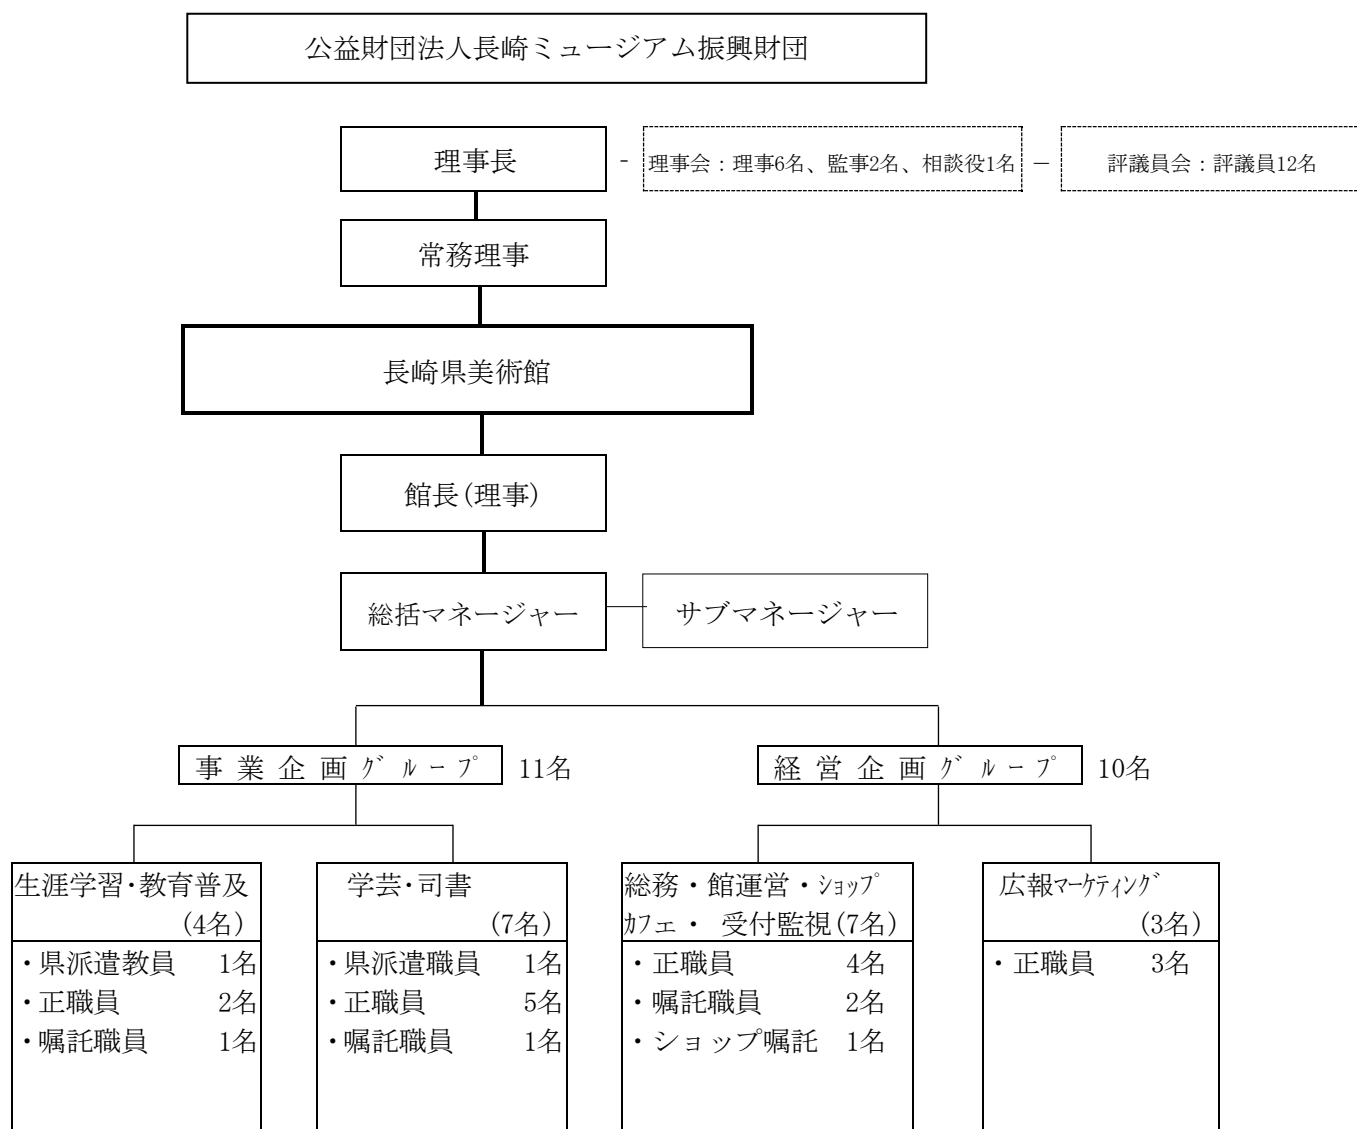 公益財団法人長崎ミュージアム振興財団
理事長 - 理事会：理事6名、監事2名、相談役1名 － 評議員会：評議員12名
常務理事
長崎県美術館
館長(理事)
総括マネージャー サブマネージャー
事業企画ｸﾞﾙｰﾌﾟ 11名
経営企画ｸﾞﾙｰﾌﾟ 10名
生涯学習・教育普及
(4名)
・県派遣教員 1名
・正職員 2名
・嘱託職員 1名
学芸・司書
(7名)
・県派遣職員 1名
・正職員 5名
・嘱託職員 1名
総務・館運営・ｼｮｯﾌﾟ
ｶﾌｪ・ 受付監視(7名)
・正職員 4名
・嘱託職員 2名
・ショップ嘱託 1名
広報ﾏｰｹﾃｨﾝｸﾞ
(3名)
・正職員 3名